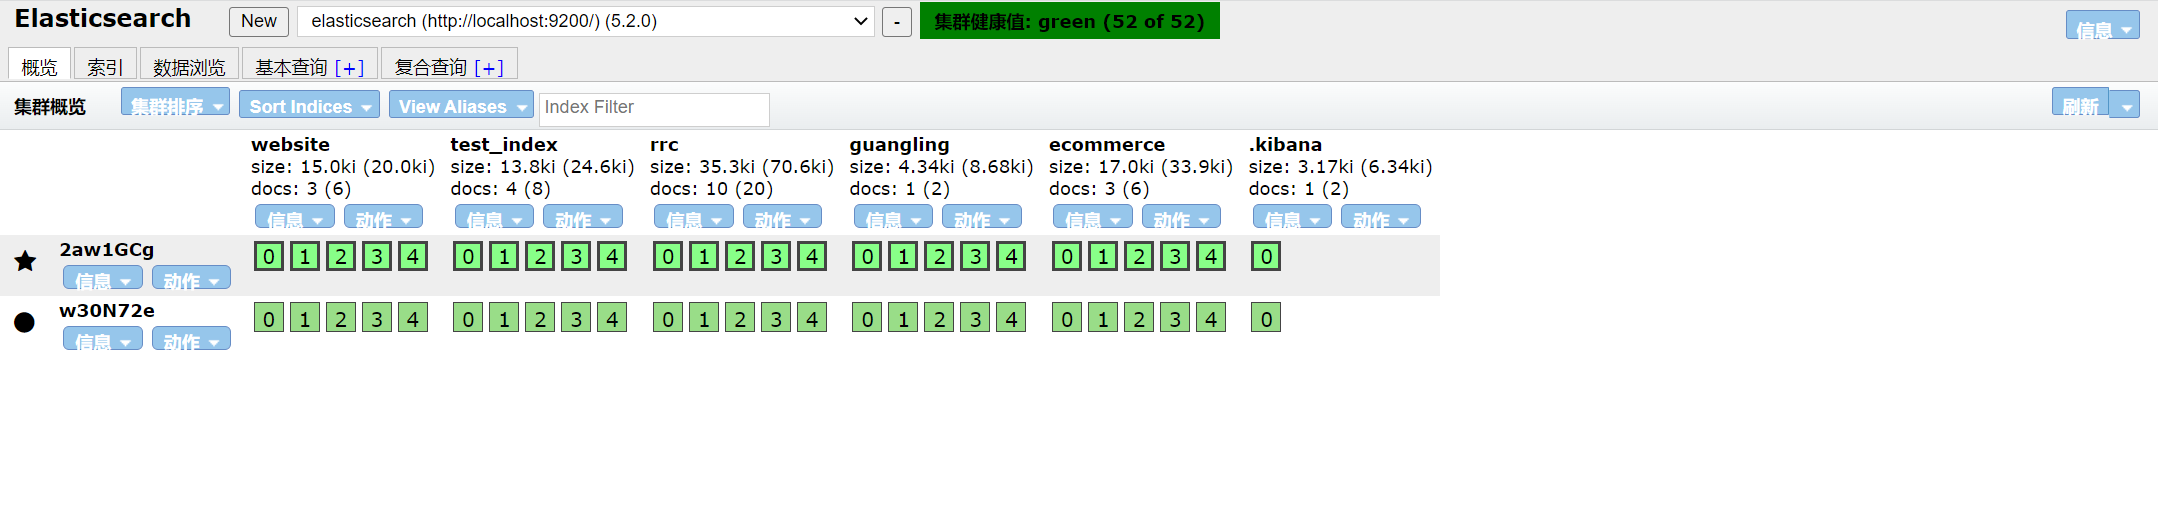 Elasticsearch New elasticsearch (http://localhost:9200/) (5.2.0) - 集群健康值: green (52 of 52) 信息
概览 索引 数据浏览 基本查询 [+] 复合查询 [+]
集群概览 集群排序 Sort Indices View Aliases Index Filter 刷新
website test_index rrc guangling ecommerce .kibana
size: 15.0ki (20.0ki) size: 13.8ki (24.6ki) size: 35.3ki (70.6ki) size: 4.34ki (8.68ki) size: 17.0ki (33.9ki) size: 3.17ki (6.34ki)
docs: 3 (6) docs: 4 (8) docs: 10 (20) docs: 1 (2) docs: 3 (6) docs: 1 (2)
信息 动作 信息 动作 信息 动作 信息 动作 信息 动作 信息 动作
2aw1GCg 0 1 2 3 4 0 1 2 3 4 0 1 2 3 4 0 1 2 3 4 0 1 2 3 4 0
信息 动作
w30N72e 0 1 2 3 4 0 1 2 3 4 0 1 2 3 4 0 1 2 3 4 0 1 2 3 4 0
信息 动作